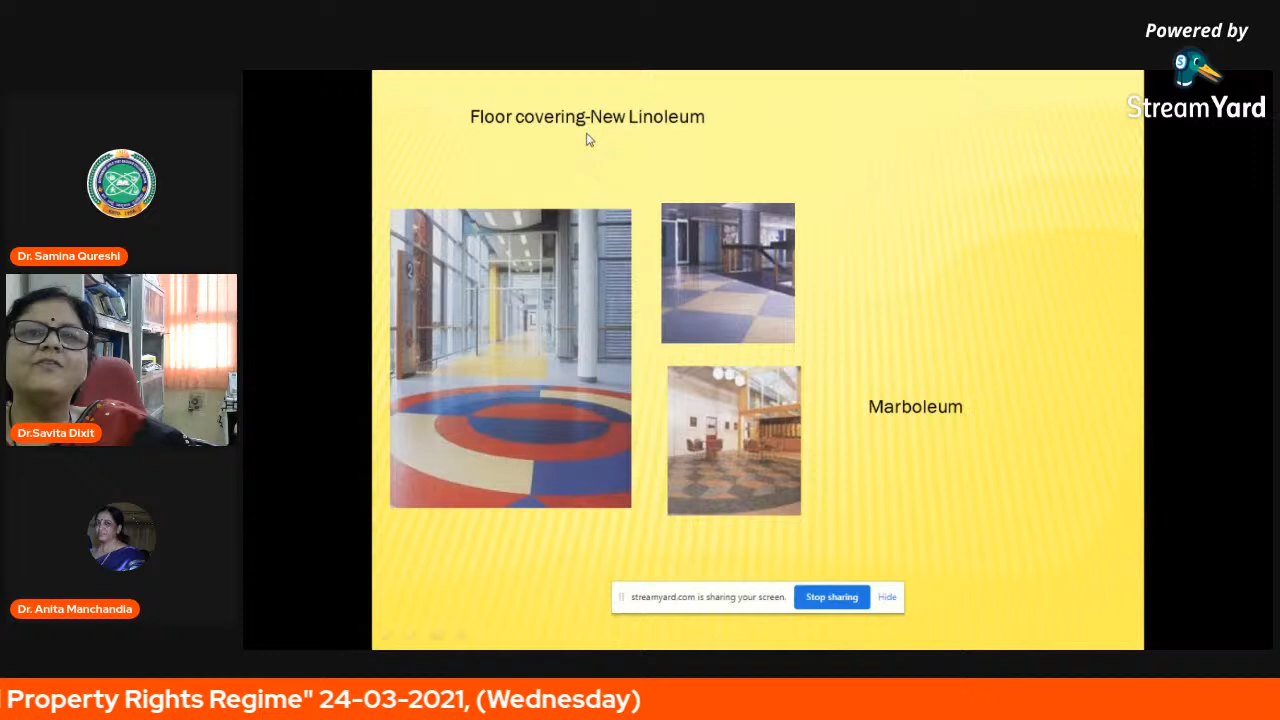 Powered by
StreamYard
Floor covering-New Linoleum
Marboleum
Dr. Samina Qureshi
Dr.Savita Dixit
Dr. Anita Manchandia
streamyard.com is sharing your screen.
Stop sharing
Hide
Property Rights Regime" 24-03-2021, (Wednesday)